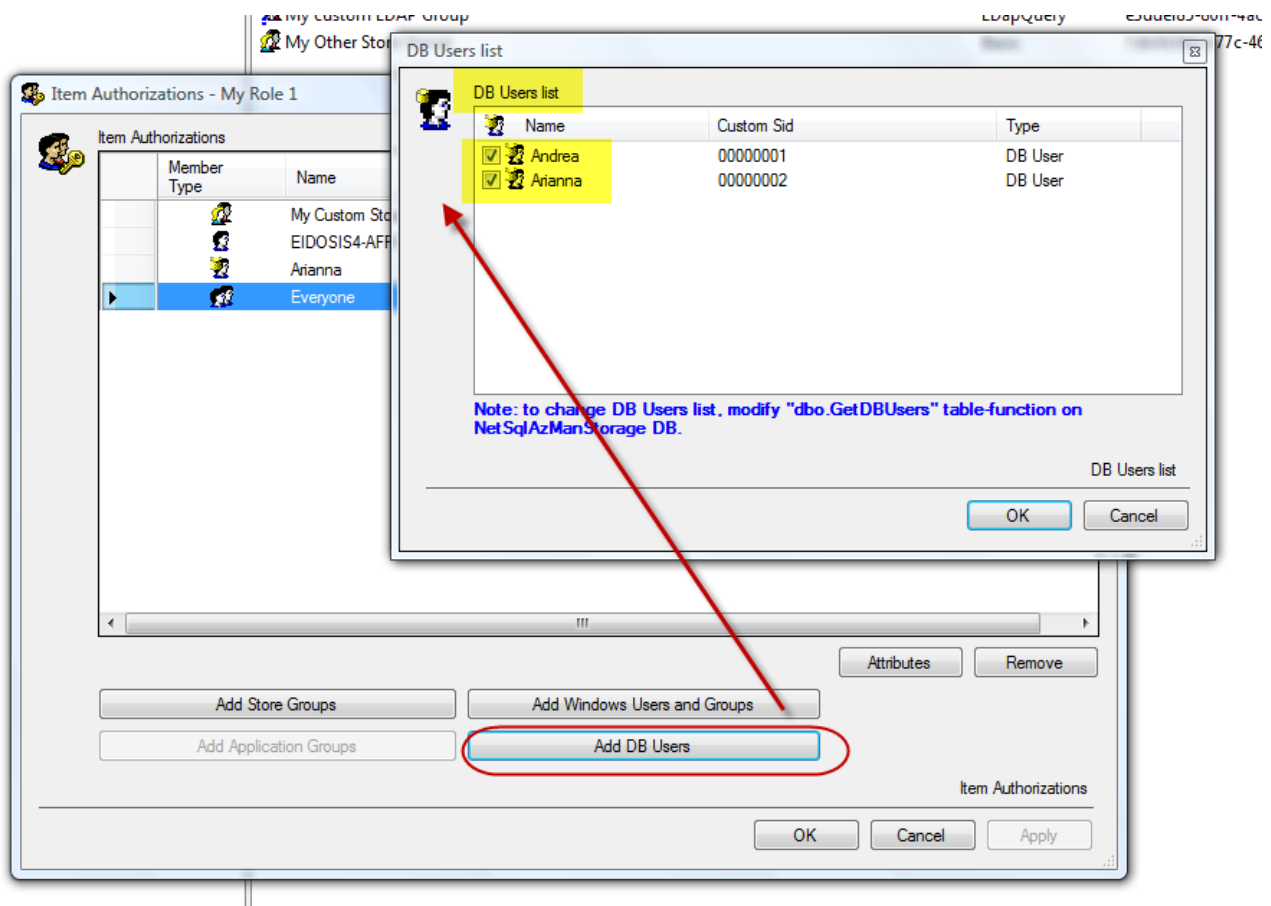 My custom LDAP Group LDapQuery
My Other Stor
DB Users list
Item Authorizations - My Role 1
DB Users list
Name Custom Sid Type
Andrea 00000001 DB User
Arianna 00000002 DB User
Item Authorizations
Member Type Name
My Custom Sto
EIDOSIS4-AFR
Arianna
Everyone
Note: to change DB Users list, modify "dbo.GetDBUsers" table-function on
NetSqlAzManStorage DB.
DB Users list
OK Cancel
Attributes Remove
Add Store Groups Add Windows Users and Groups
Add Application Groups Add DB Users
Item Authorizations
OK Cancel Apply